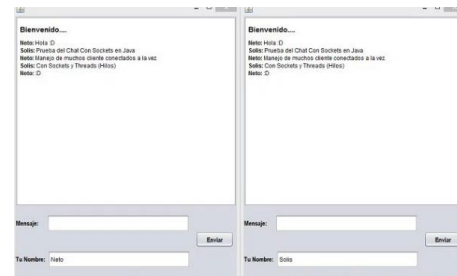 Bienvenido....
Neto: Hola :D
Solis: Prueba del Chat Con Sockets en Java
Neto: Manejo de muchos cliente conectados a la vez
Solis: Con Sockets y Threads (Hilos)
Neto: :D
Mensaje:
Enviar
Tu Nombre: Neto
Bienvenido....
Neto: Hola :D
Solis: Prueba del Chat Con Sockets en Java
Neto: Manejo de muchos cliente conectados a la vez
Solis: Con Sockets y Threads (Hilos)
Neto: :D
Mensaje:
Enviar
Tu Nombre: Solis